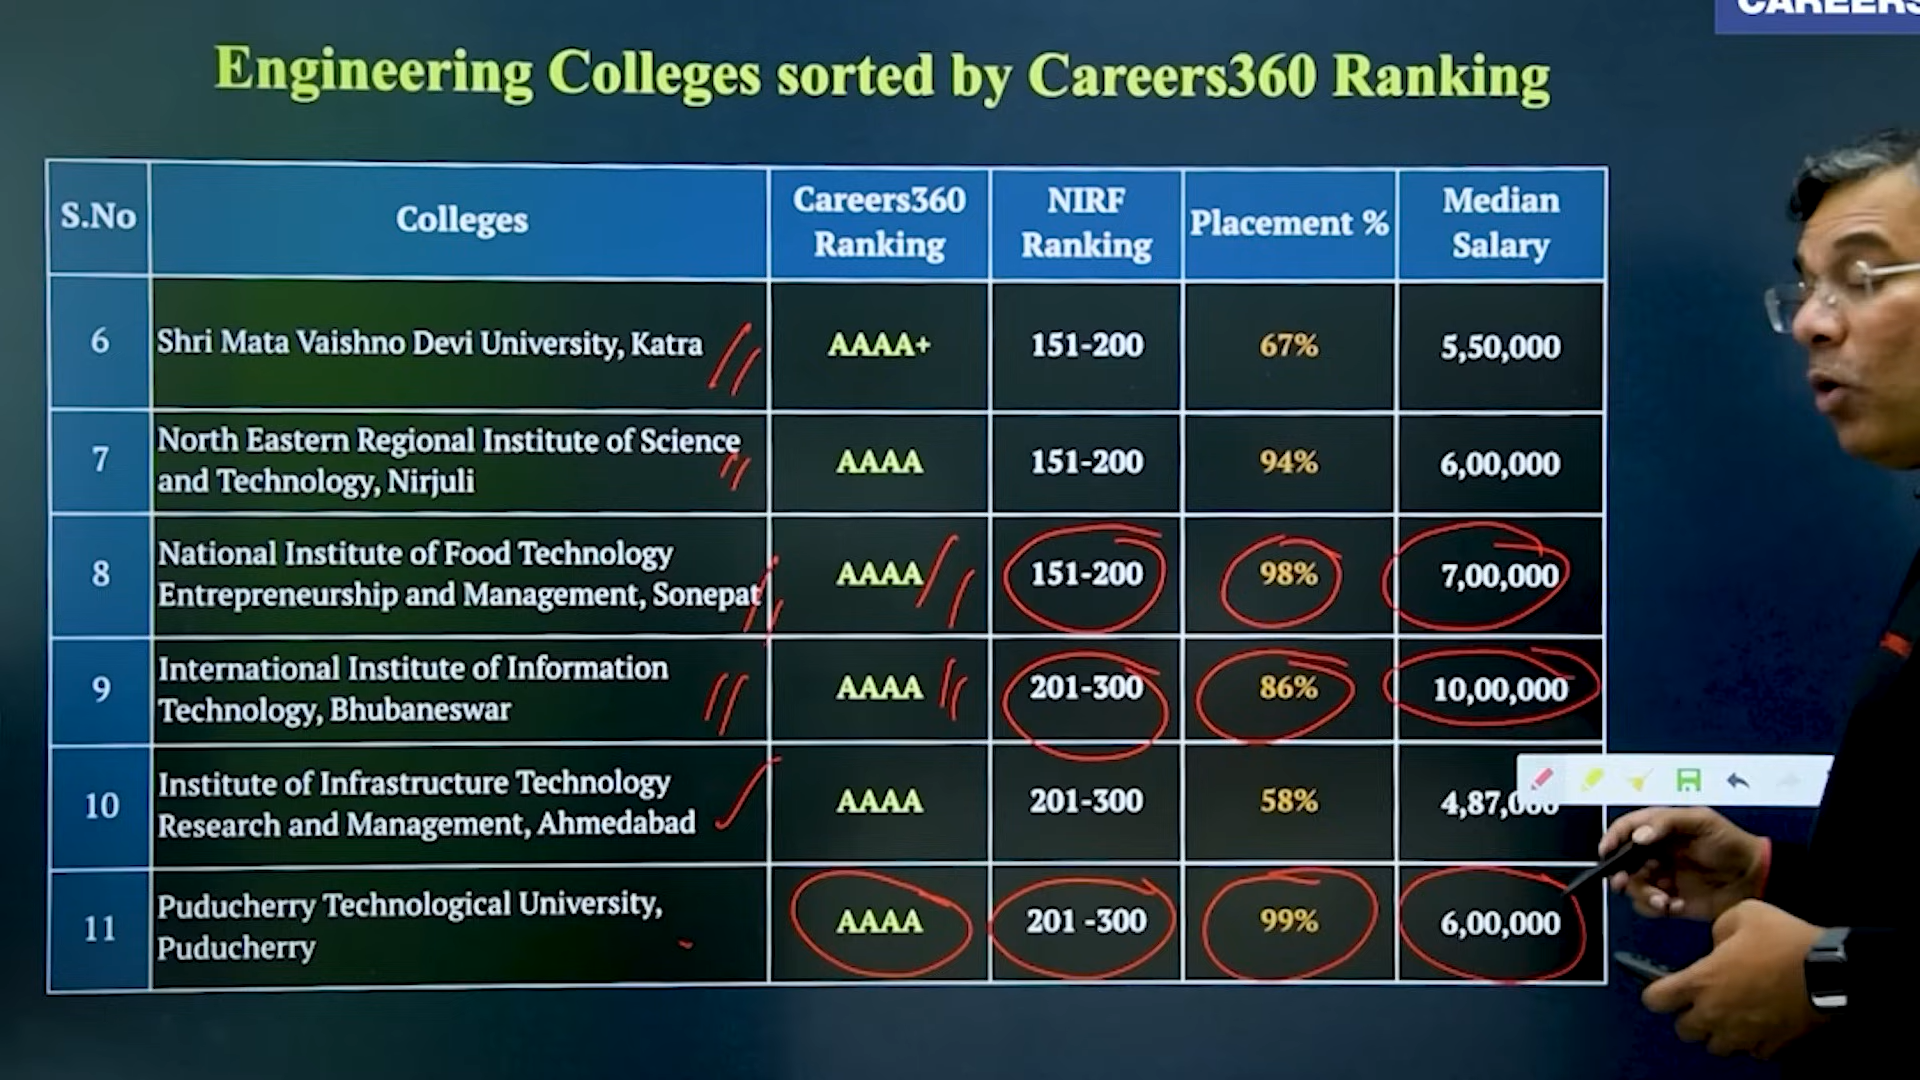 CAREERS
Engineering Colleges sorted by Careers360 Ranking
S.No
Colleges
Careers360
Ranking
NIRF
Ranking
Placement %
Median
Salary
6
Shri Mata Vaishno Devi University, Katra
AAAA+
151-200
67%
5,50,000
7
North Eastern Regional Institute of Science
and Technology, Nirjuli
AAAA
151-200
94%
6,00,000
8
National Institute of Food Technology
Entrepreneurship and Management, Sonepat
AAAA
151-200
98%
7,00,000
9
International Institute of Information
Technology, Bhubaneswar
AAAA
201-300
86%
10,00,000
10
Institute of Infrastructure Technology
Research and Management, Ahmedabad
AAAA
201-300
58%
4,87,000
11
Puducherry Technological University,
Puducherry
AAAA
201 -300
99%
6,00,000